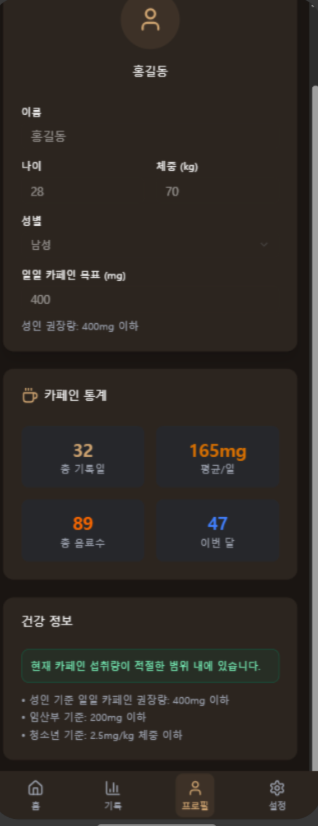 홍길동
이름
홍길동
나이 체중 (kg)
28 70
성별
남성
일일 카페인 목표 (mg)
400
성인 권장량: 400mg 이하
카페인 통계
32 165mg
총 기록일 평균/일
89 47
총 음료수 이번 달
건강 정보
현재 카페인 섭취량이 적절한 범위 내에 있습니다.
• 성인 기준 일일 카페인 권장량: 400mg 이하
• 임산부 기준: 200mg 이하
• 청소년 기준: 2.5mg/kg 체중 이하
홈 기록 프로필 설정